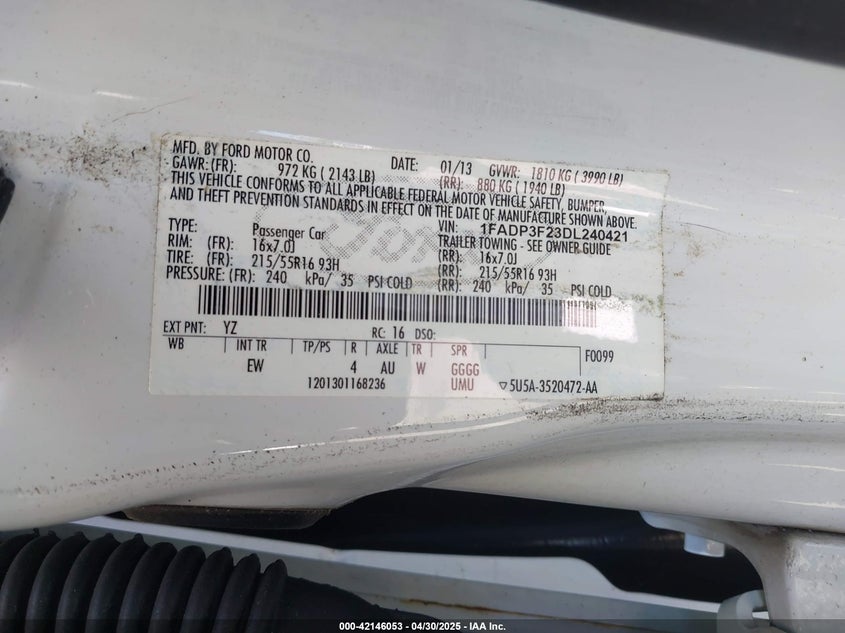 MFD. BY FORD MOTOR CO. DATE: 01/13 GVWR: 1810 KG ( 3990 LB)
GAWR: (FR): 972 KG ( 2143 LB) (RR): 880 KG ( 1940 LB)
THIS VEHICLE CONFORMS TO ALL APPLICABLE FEDERAL MOTOR VEHICLE SAFETY, BUMPER,
AND THEFT PREVENTION STANDARDS IN EFFECT ON THE DATE OF MANUFACTURE SHOWN ABOVE.
VIN: 1FADP3F23DL240421
TYPE: Passenger Car TRAILER TOWING - SEE OWNER GUIDE
RIM: (FR): 16x7.0J (RR): 16x7.0J
TIRE: (FR): 215/55R16 93H (RR): 215/55R16 93H
PRESSURE: (FR): 240 kPa/ 35 PSI COLD (RR): 240 kPa/ 35 PSI COLD
EXT PNT: YZ RC: 16 DSO: F0099
WB INT TR TP/PS R AXLE TR SPR
EW 4 AU W GGGG
1201301168236 UMU ▽5U5A-3520472-AA
000-42146053 - 04/30/2025 - IAA Inc.